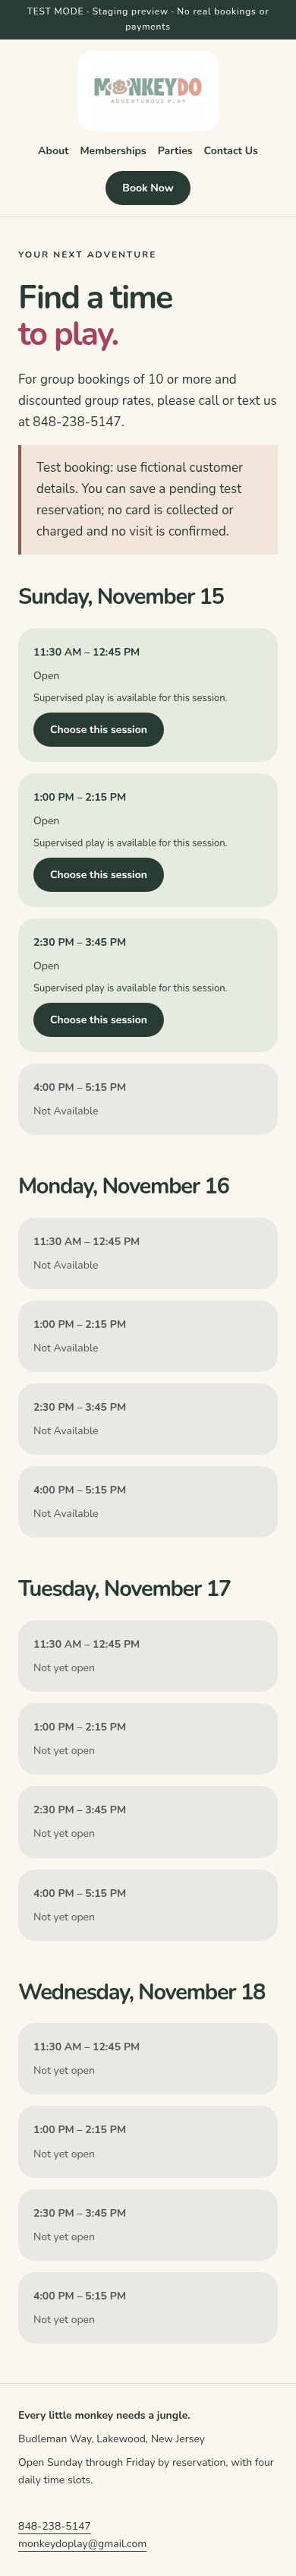 TEST MODE · Staging preview · No real bookings or
payments
MONKEYDO
ADVENTUROUS PLAY
About Memberships Parties Contact Us
Book Now
YOUR NEXT ADVENTURE
Find a time
to play.
For group bookings of 10 or more and
discounted group rates, please call or text us
at 848-238-5147.
Test booking: use fictional customer
details. You can save a pending test
reservation; no card is collected or
charged and no visit is confirmed.
Sunday, November 15
11:30 AM – 12:45 PM
Open
Supervised play is available for this session.
Choose this session
1:00 PM – 2:15 PM
Open
Supervised play is available for this session.
Choose this session
2:30 PM – 3:45 PM
Open
Supervised play is available for this session.
Choose this session
4:00 PM – 5:15 PM
Not Available
Monday, November 16
11:30 AM – 12:45 PM
Not Available
1:00 PM – 2:15 PM
Not Available
2:30 PM – 3:45 PM
Not Available
4:00 PM – 5:15 PM
Not Available
Tuesday, November 17
11:30 AM – 12:45 PM
Not yet open
1:00 PM – 2:15 PM
Not yet open
2:30 PM – 3:45 PM
Not yet open
4:00 PM – 5:15 PM
Not yet open
Wednesday, November 18
11:30 AM – 12:45 PM
Not yet open
1:00 PM – 2:15 PM
Not yet open
2:30 PM – 3:45 PM
Not yet open
4:00 PM – 5:15 PM
Not yet open
Every little monkey needs a jungle.
Budleman Way, Lakewood, New Jersey
Open Sunday through Friday by reservation, with four
daily time slots.
848-238-5147
monkeydoplay@gmail.com